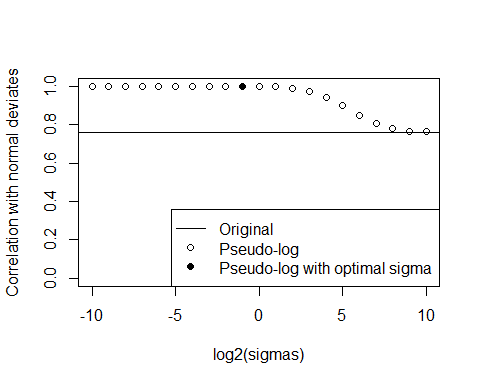 Correlation with normal deviates
1.0
0.8
0.6
0.4
0.2
0.0
Original
Pseudo-log
Pseudo-log with optimal sigma
-10 -5 0 5 10
log2(sigmas)